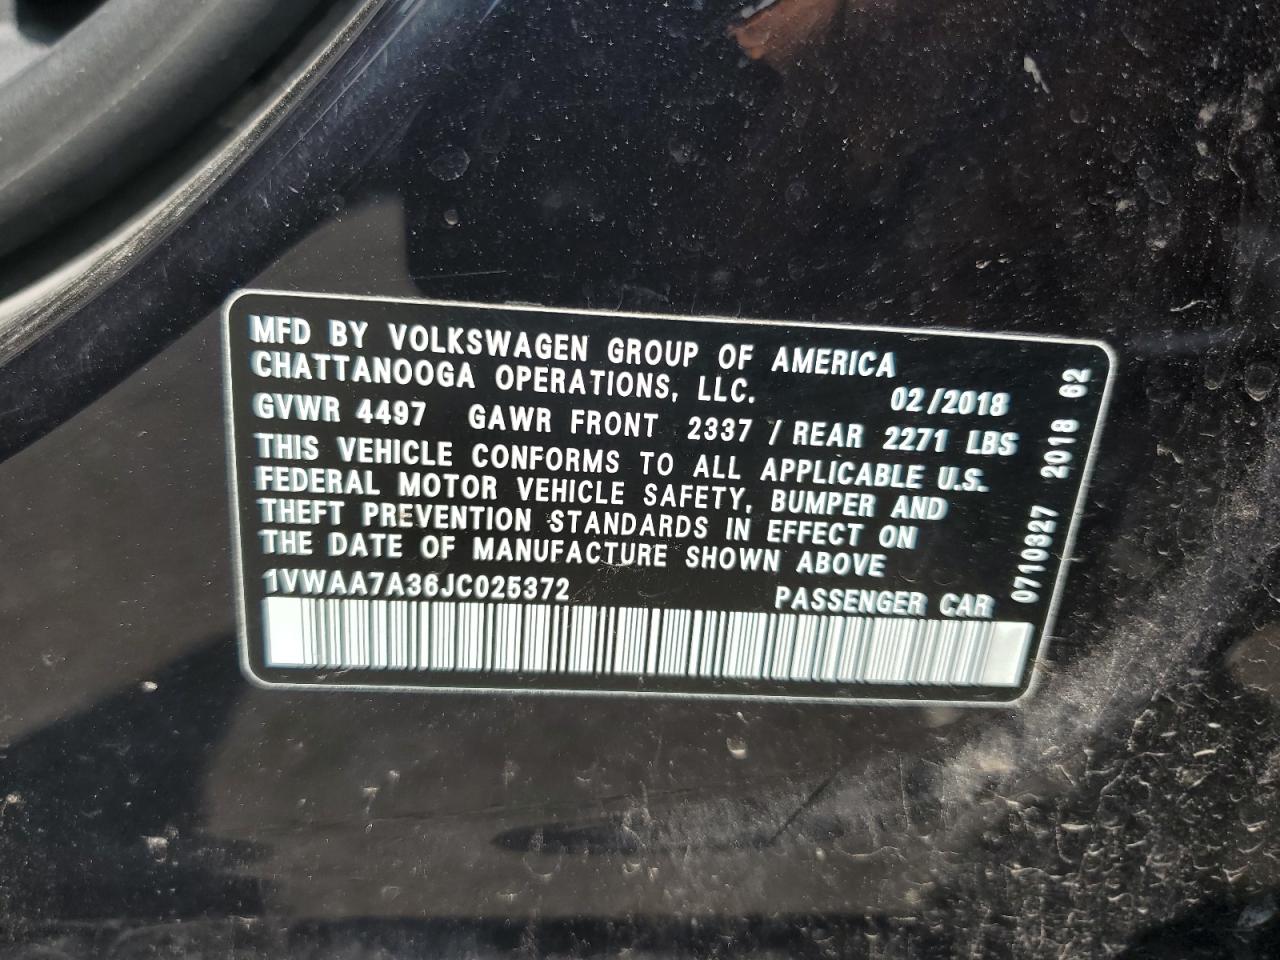 MFD BY VOLKSWAGEN GROUP OF AMERICA
CHATTANOOGA OPERATIONS, LLC. 02/2018
GVWR 4497 GAWR FRONT 2337 / REAR 2271 LBS
THIS VEHICLE CONFORMS TO ALL APPLICABLE U.S.
FEDERAL MOTOR VEHICLE SAFETY, BUMPER AND
THEFT PREVENTION STANDARDS IN EFFECT ON
THE DATE OF MANUFACTURE SHOWN ABOVE
1VWAA7A36JC025372 PASSENGER CAR
0710327 2018 62